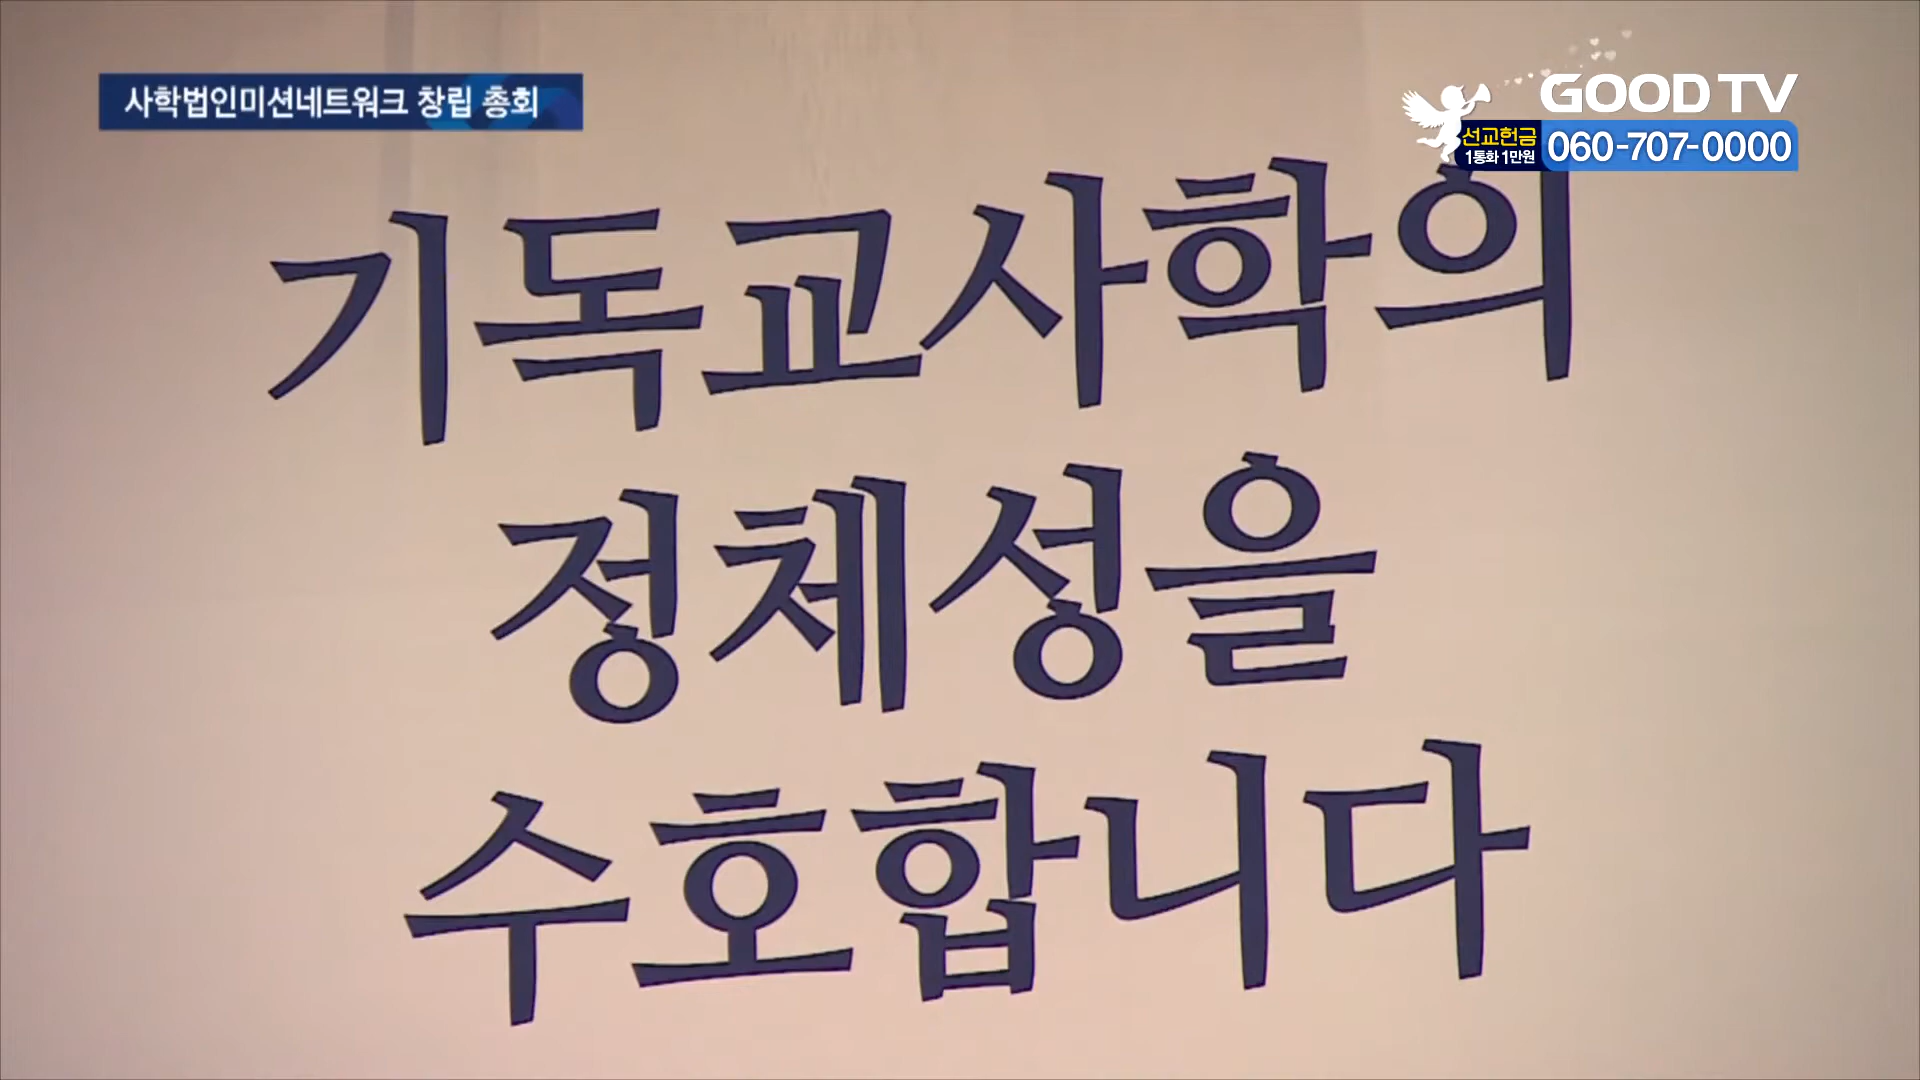 사학법인미션네트워크 창립 총회
GOOD TV
선교헌금
1통화 1만원
060-707-0000
기독교사학의
정체성을
수호합니다